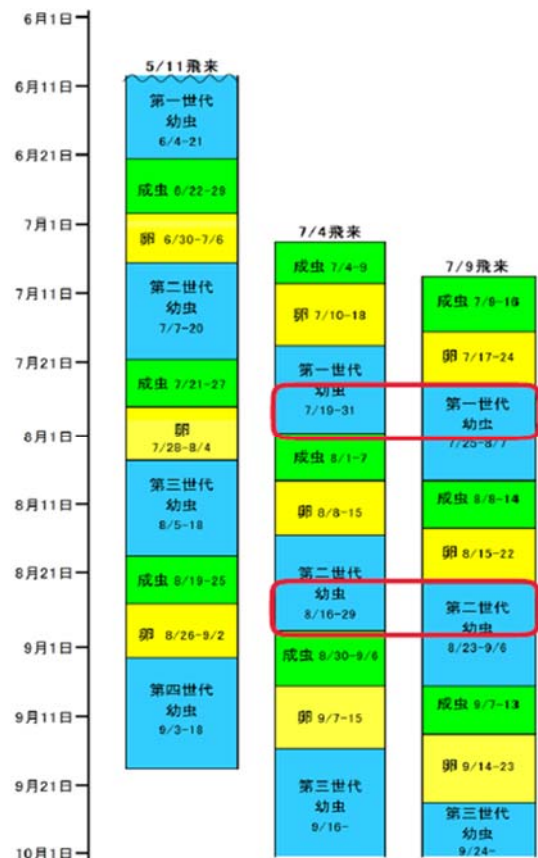 6月1日
6月11日
6月21日
7月1日
7月11日
7月21日
8月1日
8月11日
8月21日
9月1日
9月11日
9月21日
10月1日
5/11飛来
第一世代
幼虫
6/4-21
成虫 6/22-29
卵 6/30-7/6
第二世代
幼虫
7/7-20
成虫 7/21-27
卵
7/28-8/4
第三世代
幼虫
8/5-18
成虫 8/19-25
卵 8/26-9/2
第四世代
幼虫
9/3-18
7/4飛来
成虫 7/4-9
卵 7/10-18
第一世代
幼虫
7/19-31
成虫 8/1-7
卵 8/8-15
第二世代
幼虫
8/16-29
成虫 8/30-9/6
卵 9/7-15
第三世代
幼虫
9/16-
7/9飛来
成虫 7/9-16
卵 7/17-24
第一世代
幼虫
7/25-8/7
成虫 8/8-14
卵 8/15-22
第二世代
幼虫
8/23-9/6
成虫 9/7-13
卵 9/14-23
第三世代
幼虫
9/24-